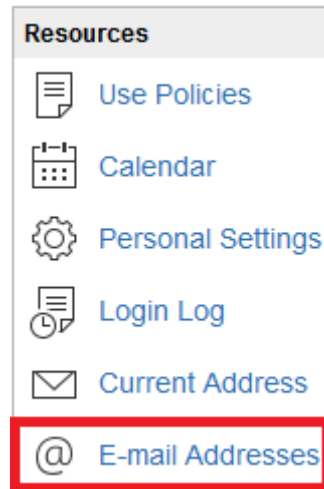 Resources
Use Policies
Calendar
Personal Settings
Login Log
Current Address
@ E-mail Addresses